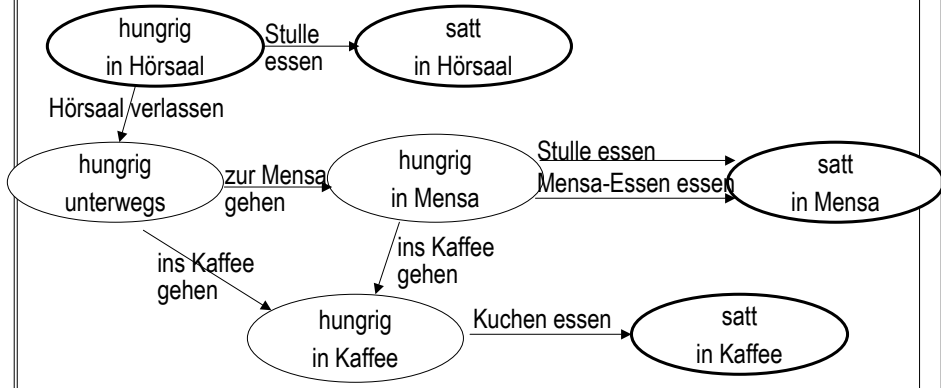 hungrig
in Hörsaal
Stulle
essen
satt
in Hörsaal
Hörsaal verlassen
hungrig
unterwegs
zur Mensa
gehen
hungrig
in Mensa
Stulle essen
Mensa-Essen essen
satt
in Mensa
ins Kaffee
gehen
ins Kaffee
gehen
hungrig
in Kaffee
Kuchen essen
satt
in Kaffee